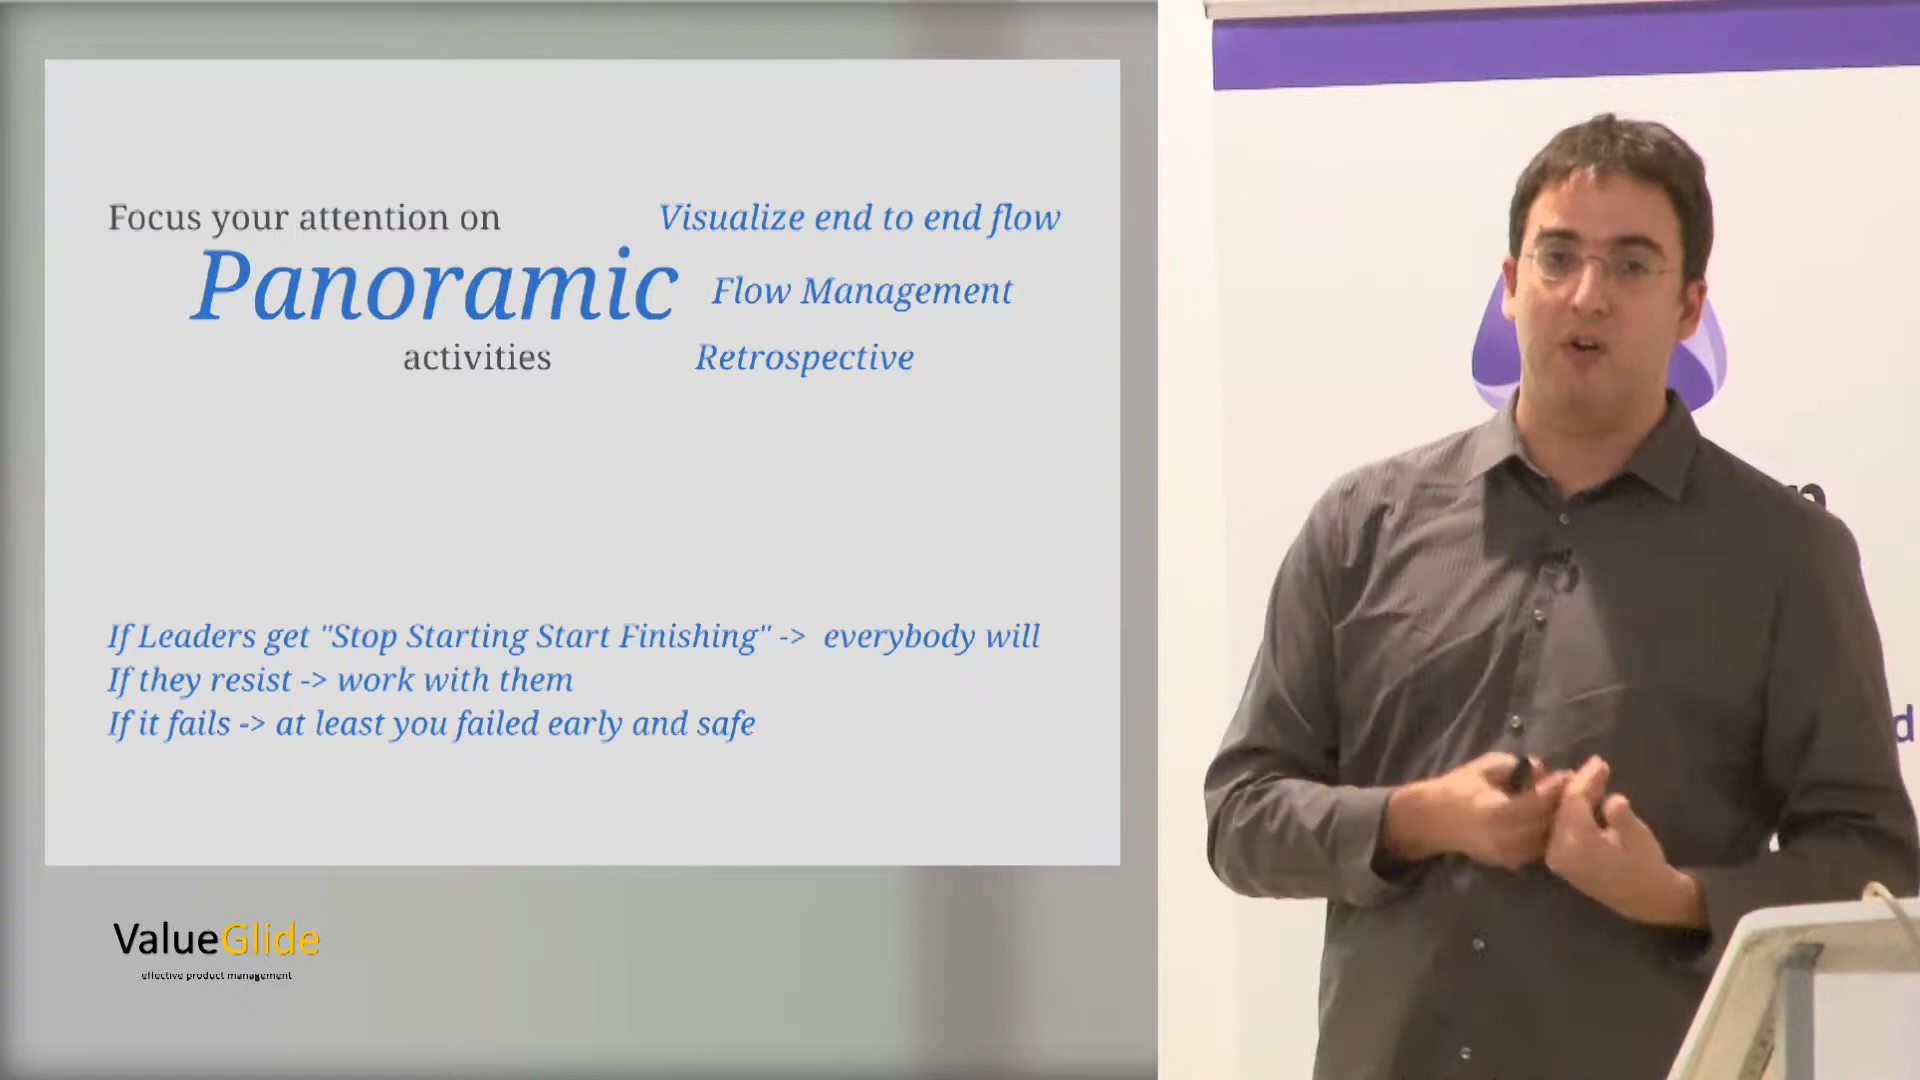 Focus your attention on
Panoramic
activities
Visualize end to end flow
Flow Management
Retrospective
If Leaders get "Stop Starting Start Finishing" -> everybody will
If they resist -> work with them
If it fails -> at least you failed early and safe
ValueGlide
effective product management